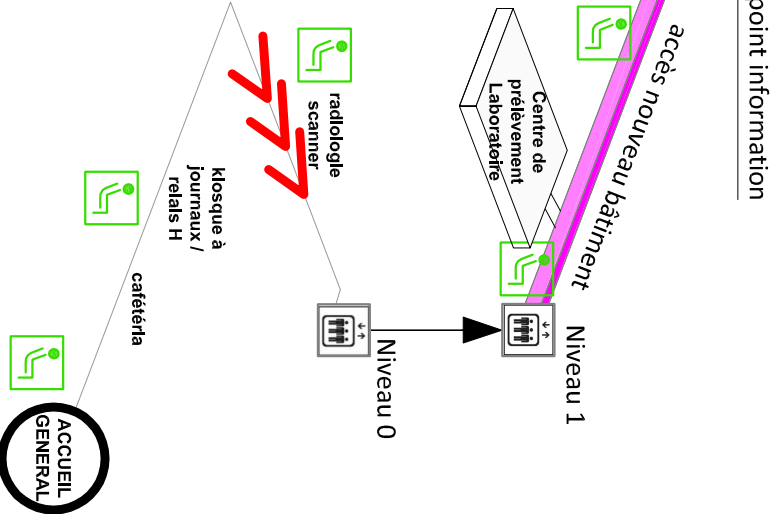 point information
accès nouveau bâtiment
Centre de
prélèvement
Laboratoire
Niveau 1
Niveau 0
radiologie
scanner
kiosque à
journaux /
relais H
cafétéria
ACCUEIL
GENERAL